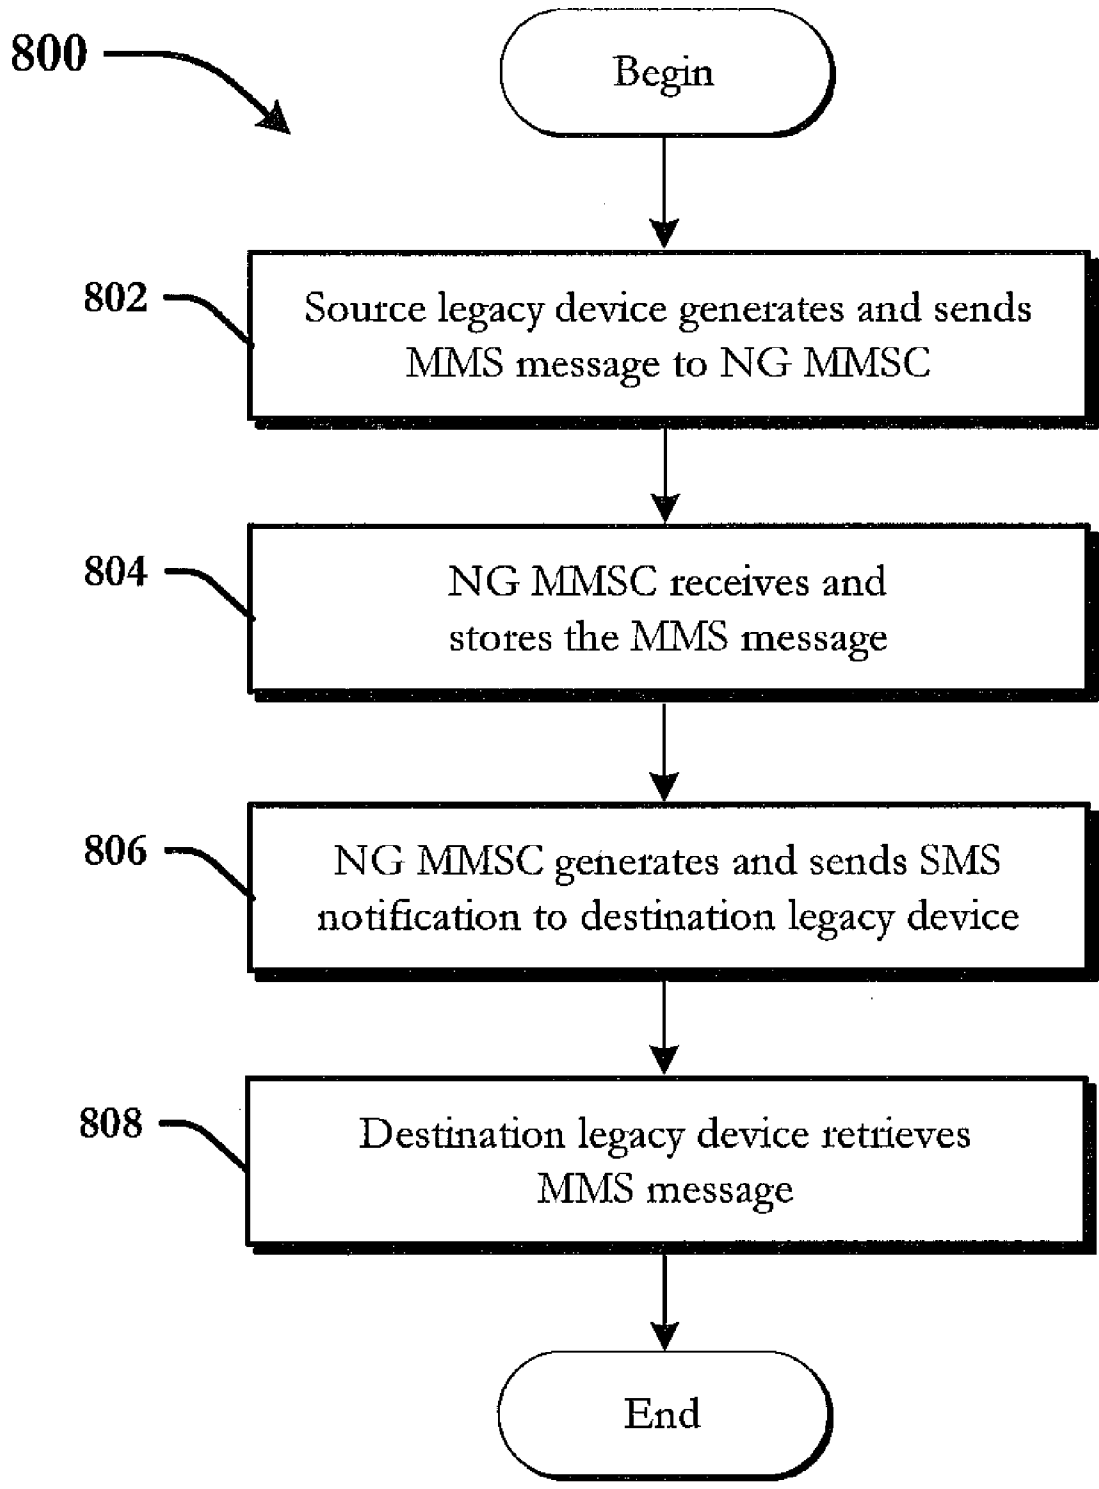 800
Begin
802
Source legacy device generates and sends
MMS message to NG MMSC
804
NG MMSC receives and
stores the MMS message
806
NG MMSC generates and sends SMS
notification to destination legacy device
808
Destination legacy device retrieves
MMS message
End